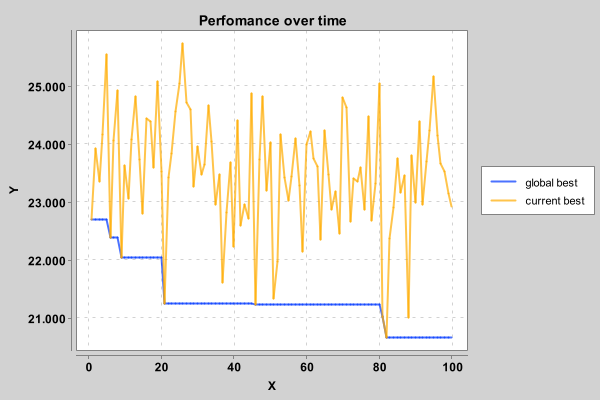 Perfomance over time
Y
25.000
24.000
23.000
22.000
21.000
0 20 40 60 80 100
X
global best
current best